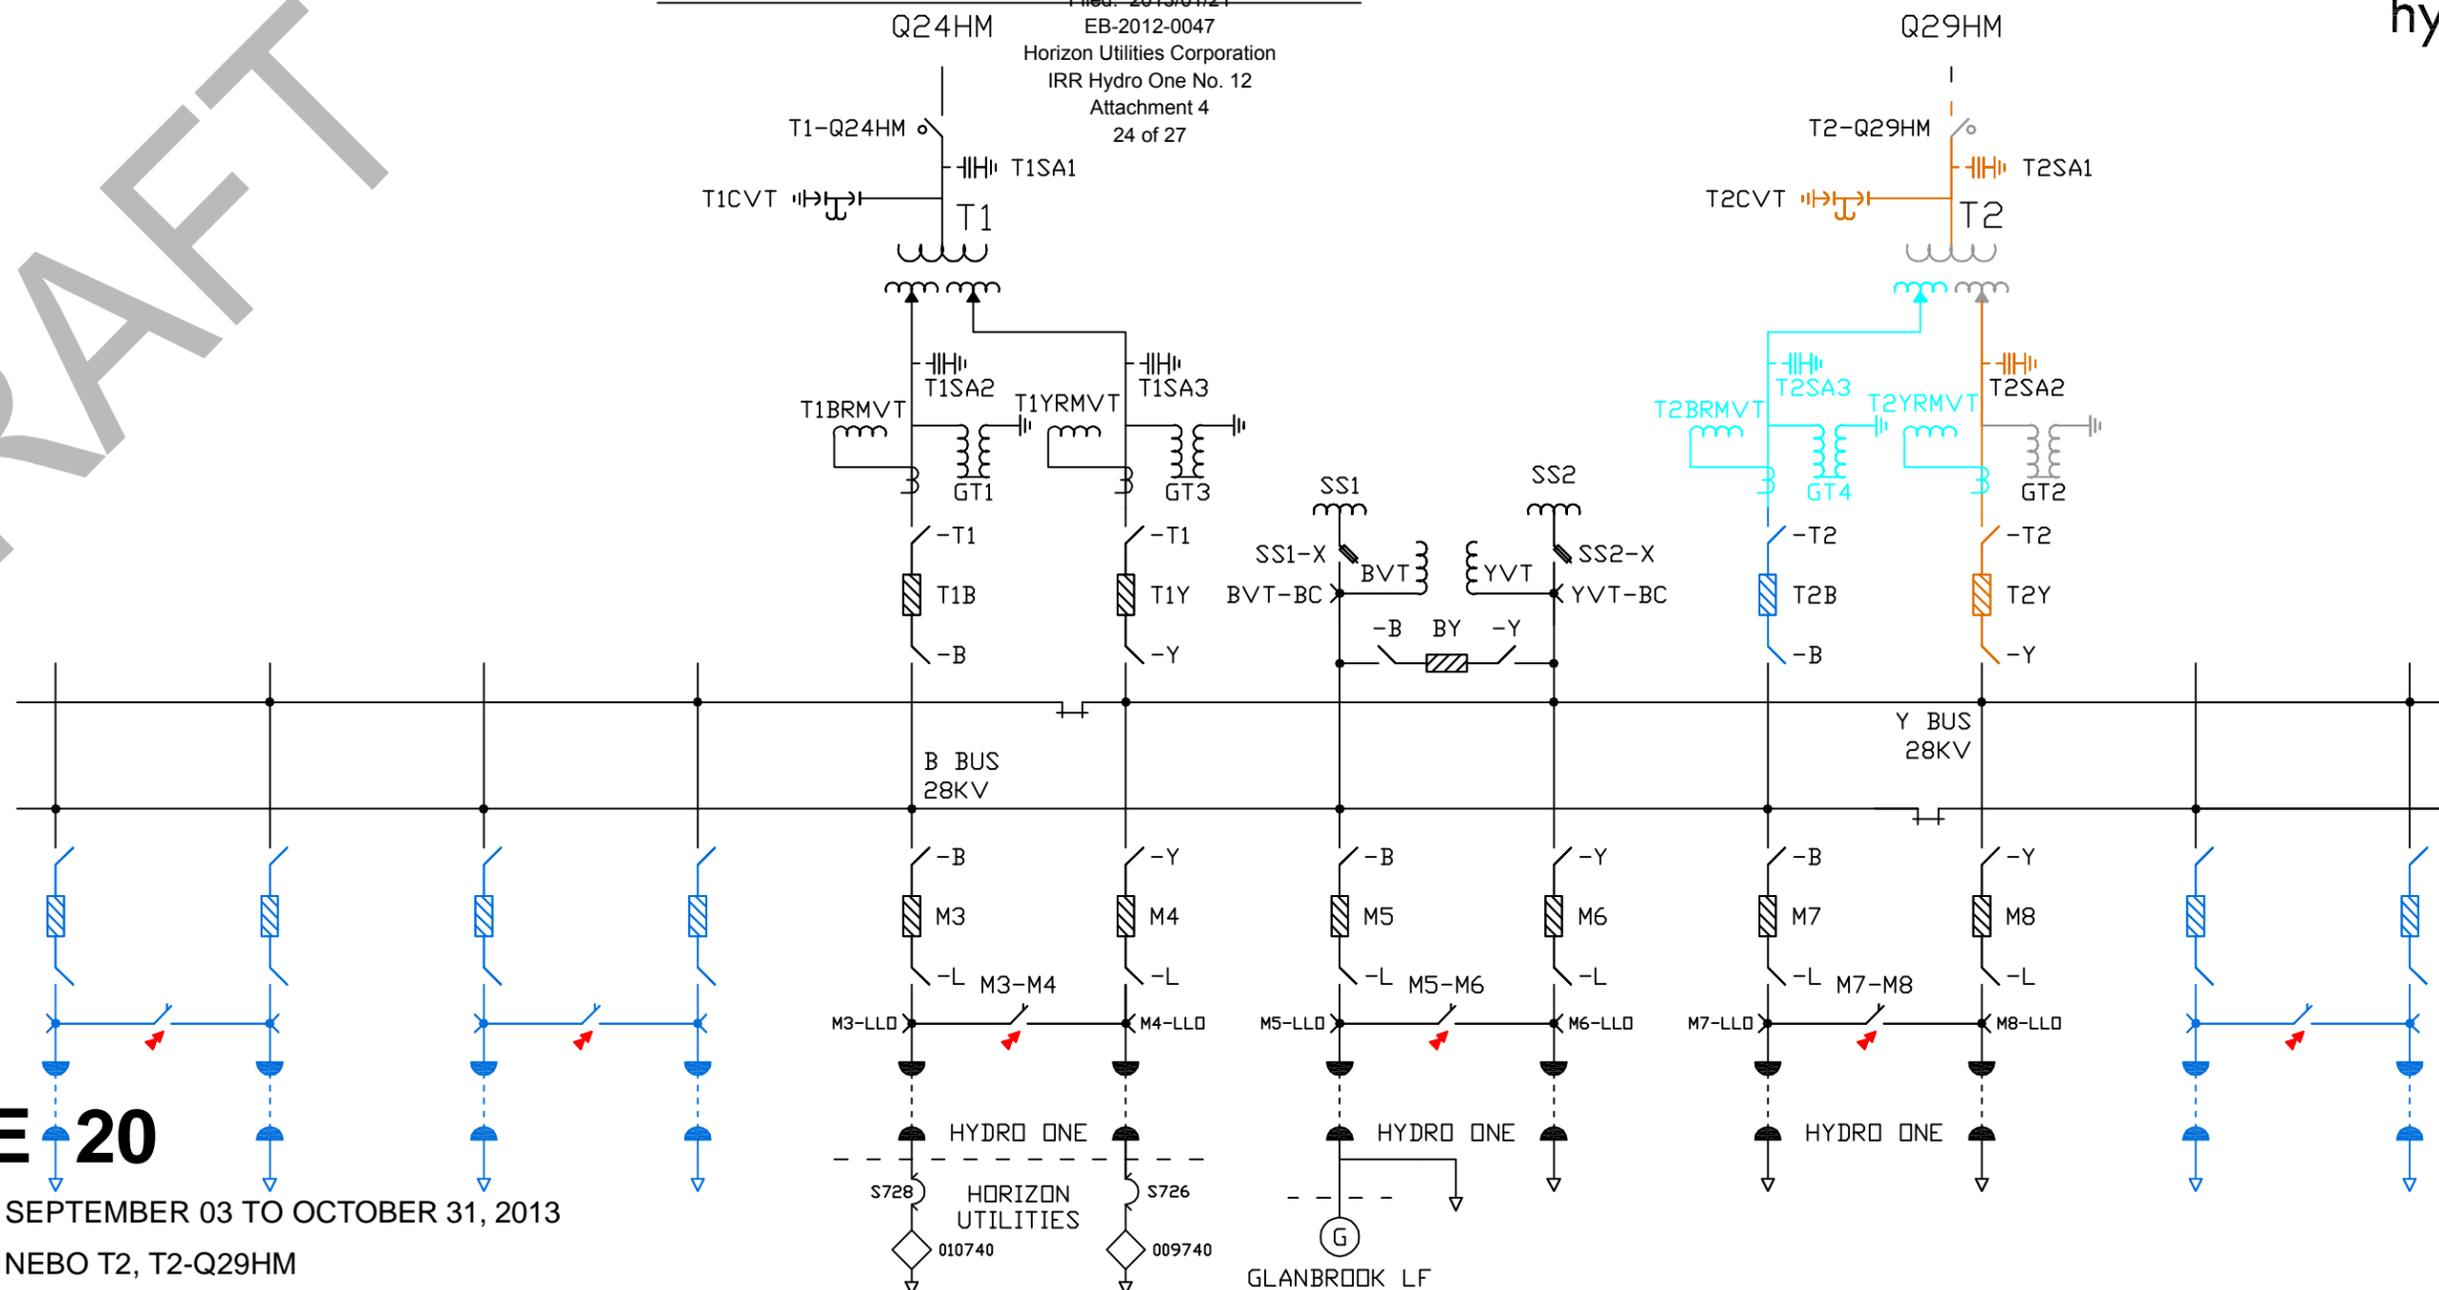 RAFT
EB-2012-0047
Horizon Utilities Corporation
IRR Hydro One No. 12
Attachment 4
24 of 27
Q24HM
Q29HM
hy
T1-Q24HM
T2-Q29HM
T1SA1
T2SA1
T1CVT
T2CVT
T1
T2
T1SA2
T1SA3
T2SA3
T2SA2
T1BRMVT
T1YRMVT
T2BRMVT
T2YRMVT
GT1
GT3
GT4
GT2
SS1
SS2
-T1
-T1
-T2
-T2
SS1-X
SS2-X
BVT
YVT
T1B
T1Y
BVT-BC
YVT-BC
T2B
T2Y
-B
BY
-Y
-B
-Y
-B
-Y
Y BUS
28KV
B BUS
28KV
-B
-Y
-B
-Y
-B
-Y
M3
M4
M5
M6
M7
M8
-L
M3-M4
-L
-L
M5-M6
-L
-L
M7-M8
-L
M3-LLO
M4-LLO
M5-LLO
M6-LLO
M7-LLO
M8-LLO
HYDRO ONE
HYDRO ONE
HYDRO ONE
E 20
S728
HORIZON
UTILITIES
S726
010740
009740
G
GLANBROOK LF
SEPTEMBER 03 TO OCTOBER 31, 2013
NEBO T2, T2-Q29HM